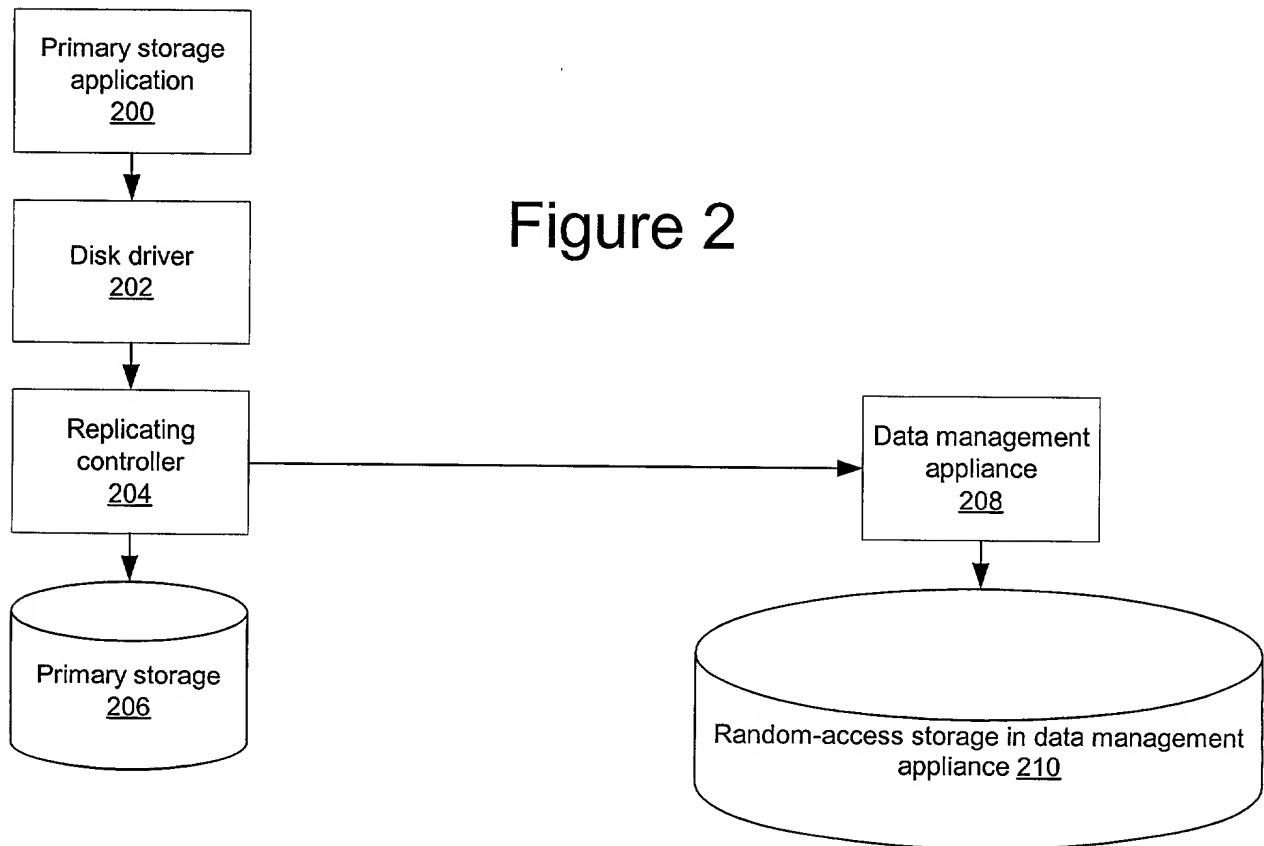 Primary storage
application
200
Figure 2
Disk driver
202
Replicating
controller
204
Data management
appliance
208
Primary storage
206
Random-access storage in data management
appliance 210